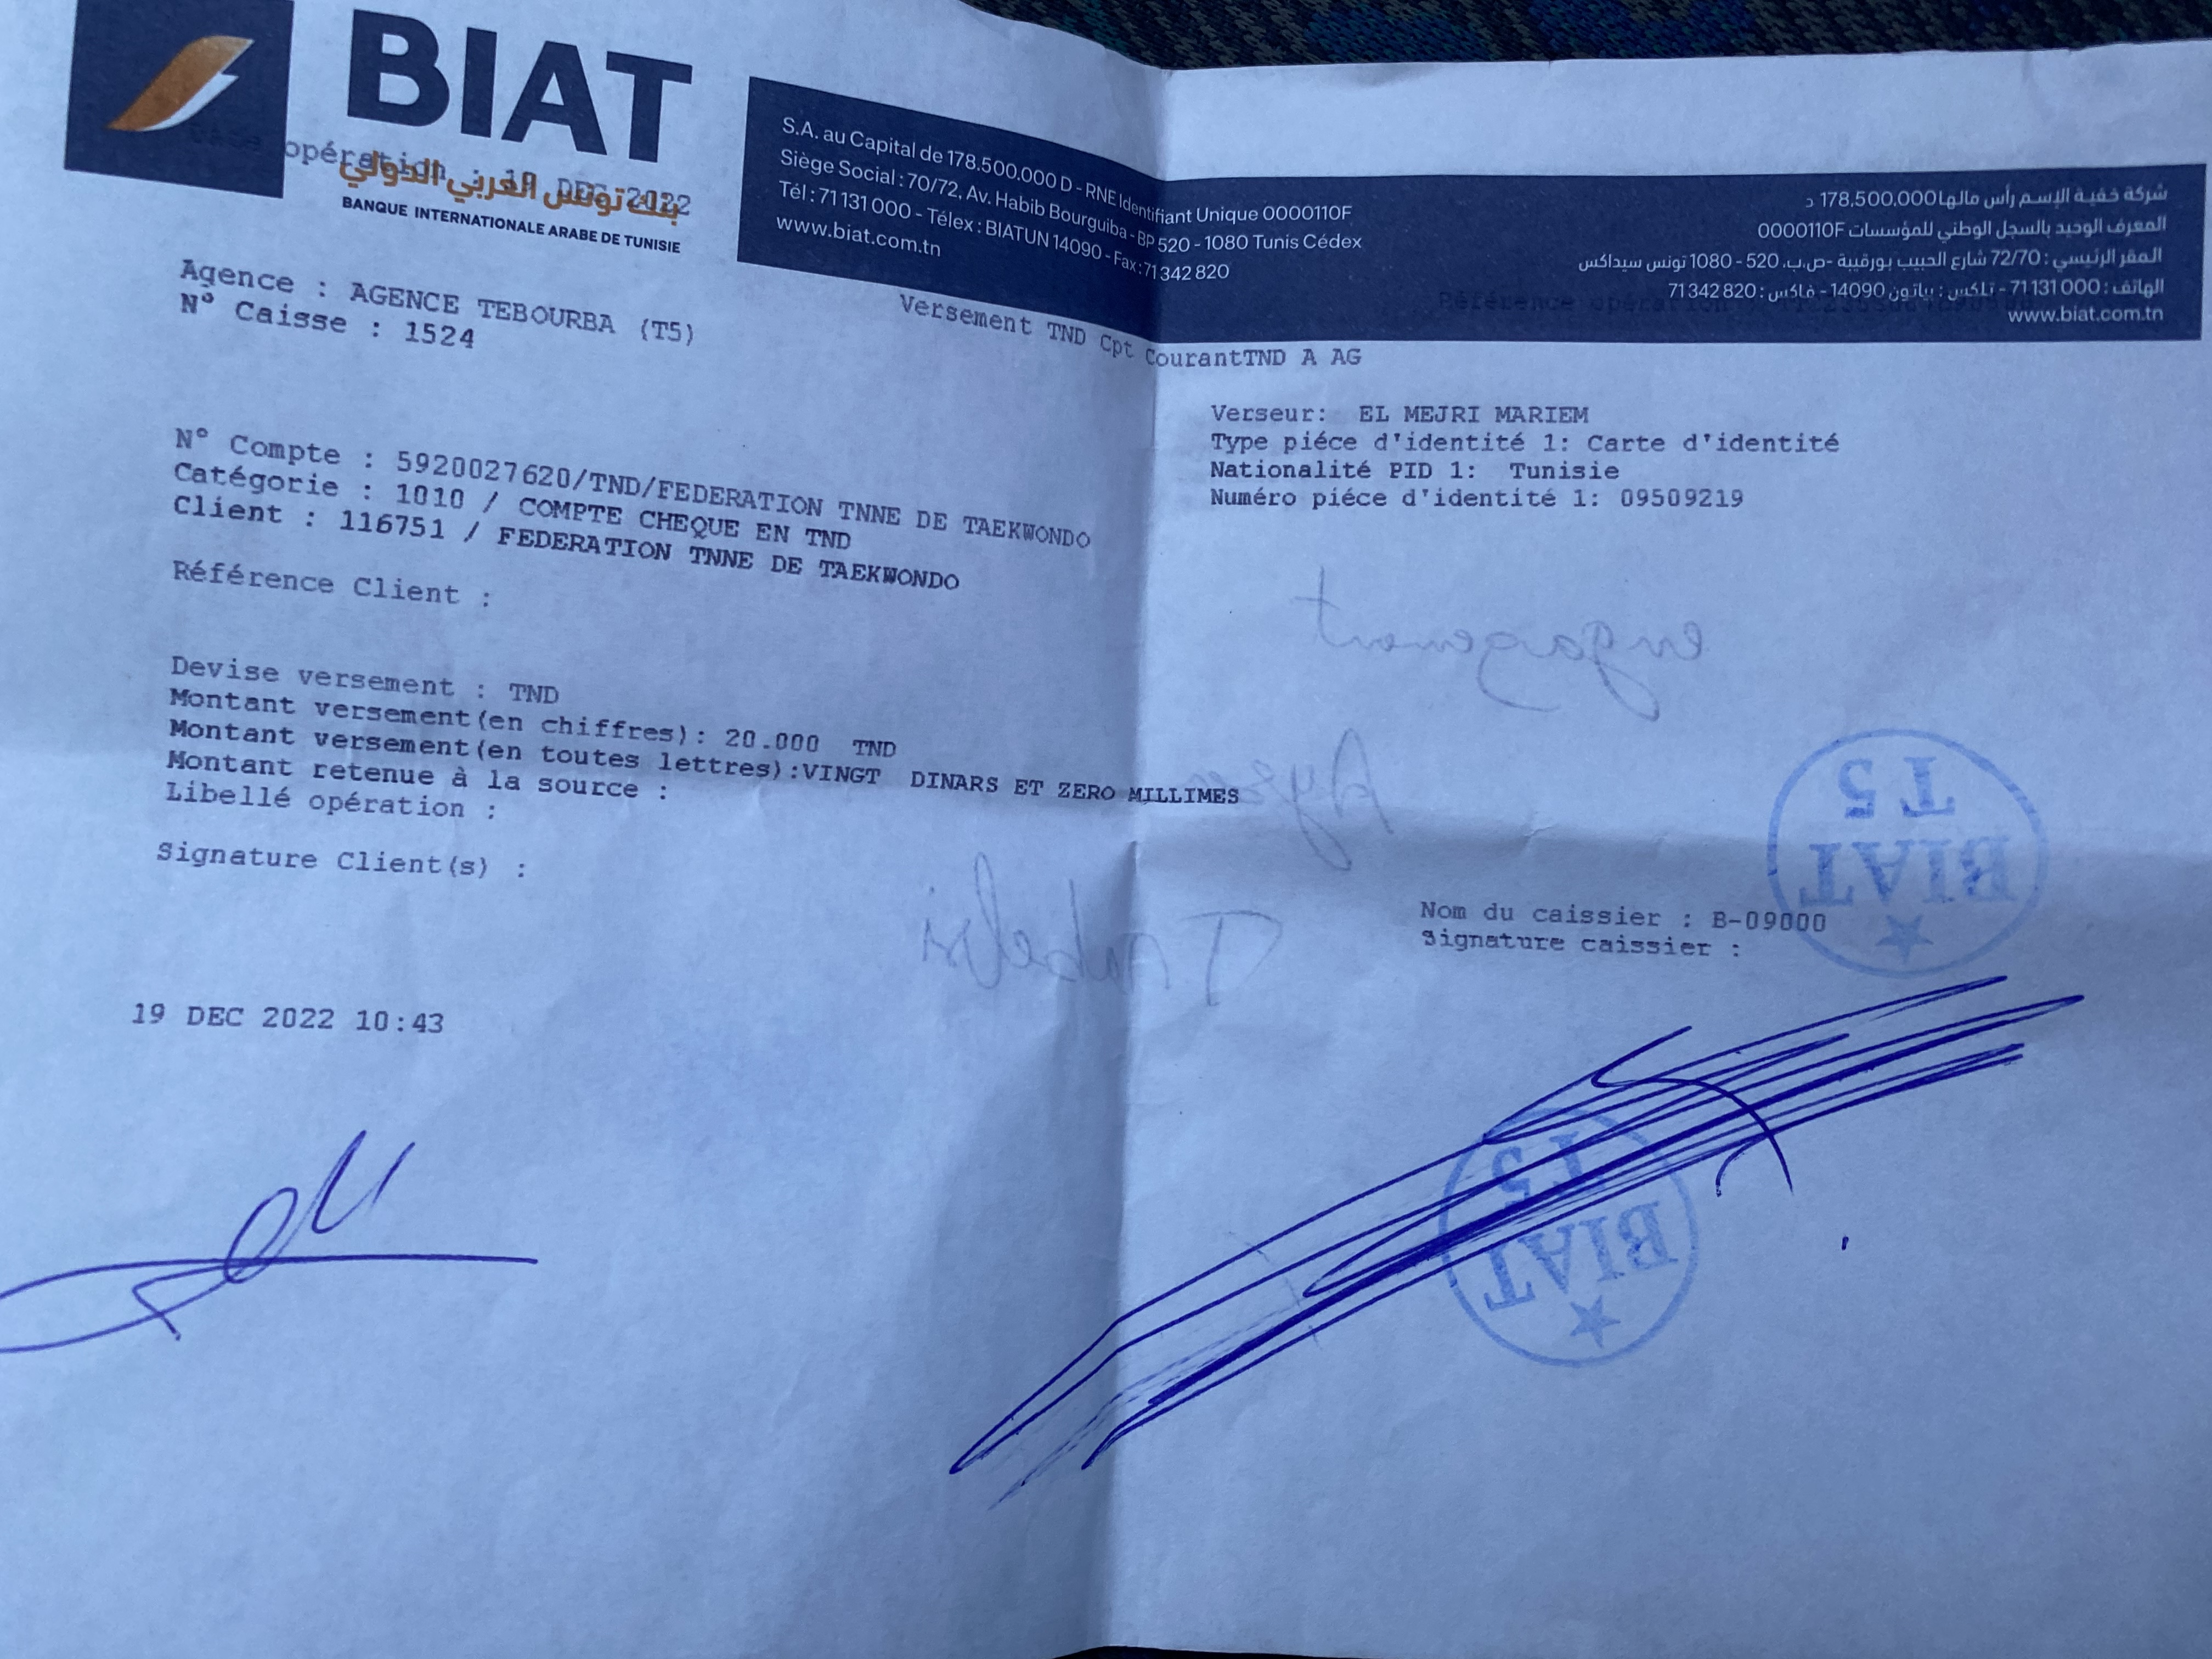 BIAT
بنك تونس العربي الدولي
BANQUE INTERNATIONALE ARABE DE TUNISIE
opération : 19 DEC 2022
S.A. au Capital de 178.500.000 D - RNE Identifiant Unique 0000110F
Siège Social : 70/72, Av. Habib Bourguiba - BP 520 - 1080 Tunis Cédex
Tél : 71 131 000 - Télex : BIATUN 14090 - Fax : 71 342 820
www.biat.com.tn
شركة خفية الإسم رأس مالها 178,500,000 د
المعرف الوحيد بالسجل الوطني للمؤسسات 0000110F
المقر الرئيسي : 72/70 شارع الحبيب بورقيبة -ص.ب. 520 - 1080 تونس سيداكس
الهاتف : 71131000 - تلكس : بياتون 14090 - فاكس : 71342820
www.biat.com.tn
Référence opération
Agence : AGENCE TEBOURBA (T5)
N° Caisse : 1524
Versement TND Cpt CourantTND A AG
Verseur: EL MEJRI MARIEM
Type piéce d'identité 1: Carte d'identité
Nationalité PID 1: Tunisie
Numéro piéce d'identité 1: 09509219
N° Compte : 5920027620/TND/FEDERATION TNNE DE TAEKWONDO
Catégorie : 1010 / COMPTE CHEQUE EN TND
Client : 116751 / FEDERATION TNNE DE TAEKWONDO
Référence Client :
engagement
Devise versement : TND
Montant versement(en chiffres): 20.000 TND
Montant versement(en toutes lettres):VINGT DINARS ET ZERO MILLIMES
Montant retenue à la source :
Libellé opération :
Trabelsi
Signature Client(s) :
Nom du caissier : B-09000
Signature caissier :
BIAT
T5
19 DEC 2022 10:43
BIAT
T5